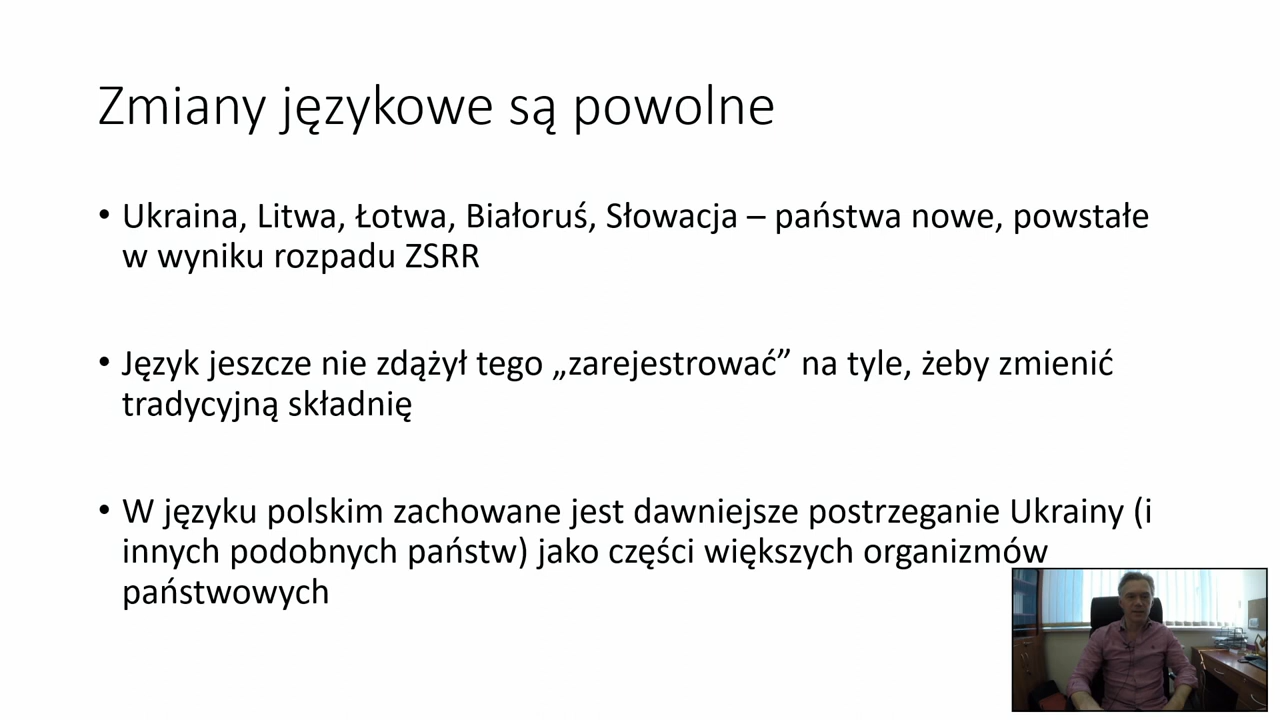 Zmiany językowe są powolne
• Ukraina, Litwa, Łotwa, Białoruś, Słowacja – państwa nowe, powstałe
w wyniku rozpadu ZSRR
• Język jeszcze nie zdążył tego „zarejestrować” na tyle, żeby zmienić
tradycyjną składnię
• W języku polskim zachowane jest dawniejsze postrzeganie Ukrainy (i
innych podobnych państw) jako części większych organizmów
państwowych